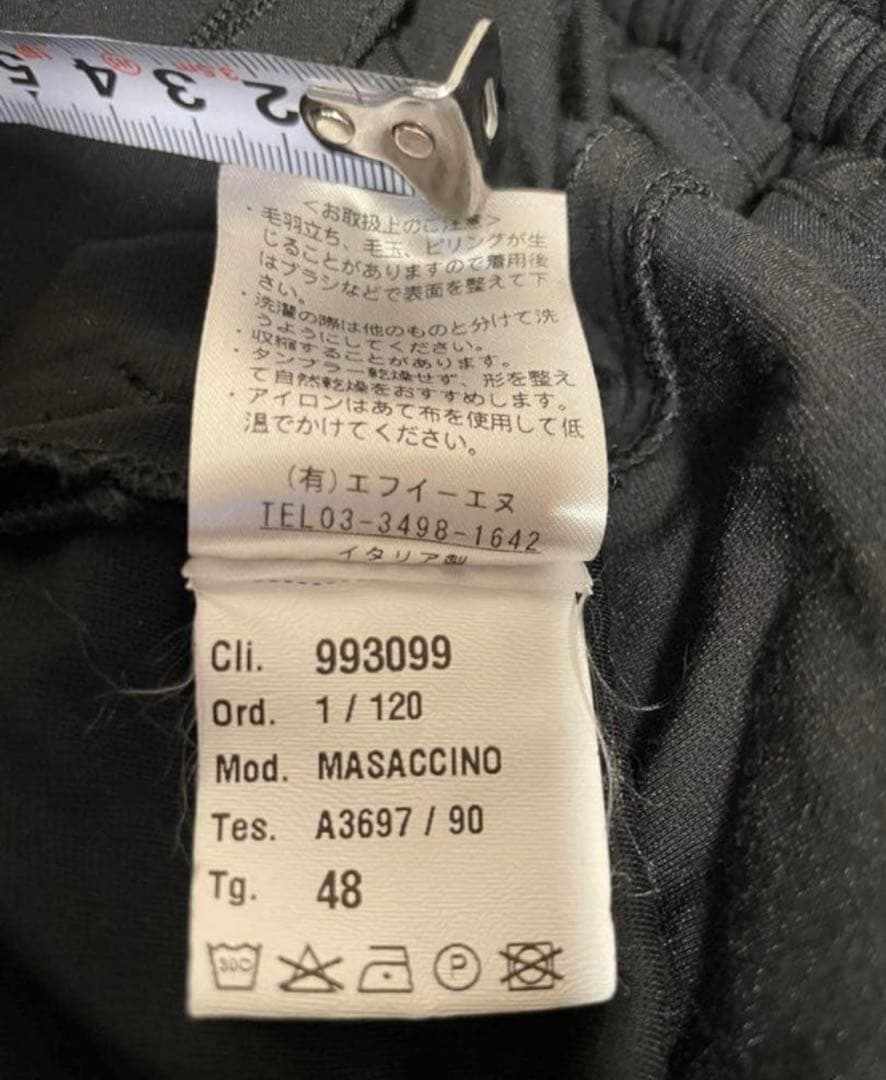 2 3 4 5
3.5m
<お取扱上のご注意>
・毛羽立ち、毛玉、ピリングが生
じることがありますので着用後
はブラシなどで表面を整えて下
さい。
・洗濯の際は他のものと分けて洗
うようにしてください。
・収縮することがあります。
・タンブラー乾燥せず、形を整え
て自然乾燥をおすすめします。
・アイロンはあて布を使用して低
温でかけてください。
(有)エフイーエヌ
TEL03-3498-1642
イタリア製
Cli. 993099
Ord. 1 / 120
Mod. MASACCINO
Tes. A3697 / 90
Tg. 48
30C P